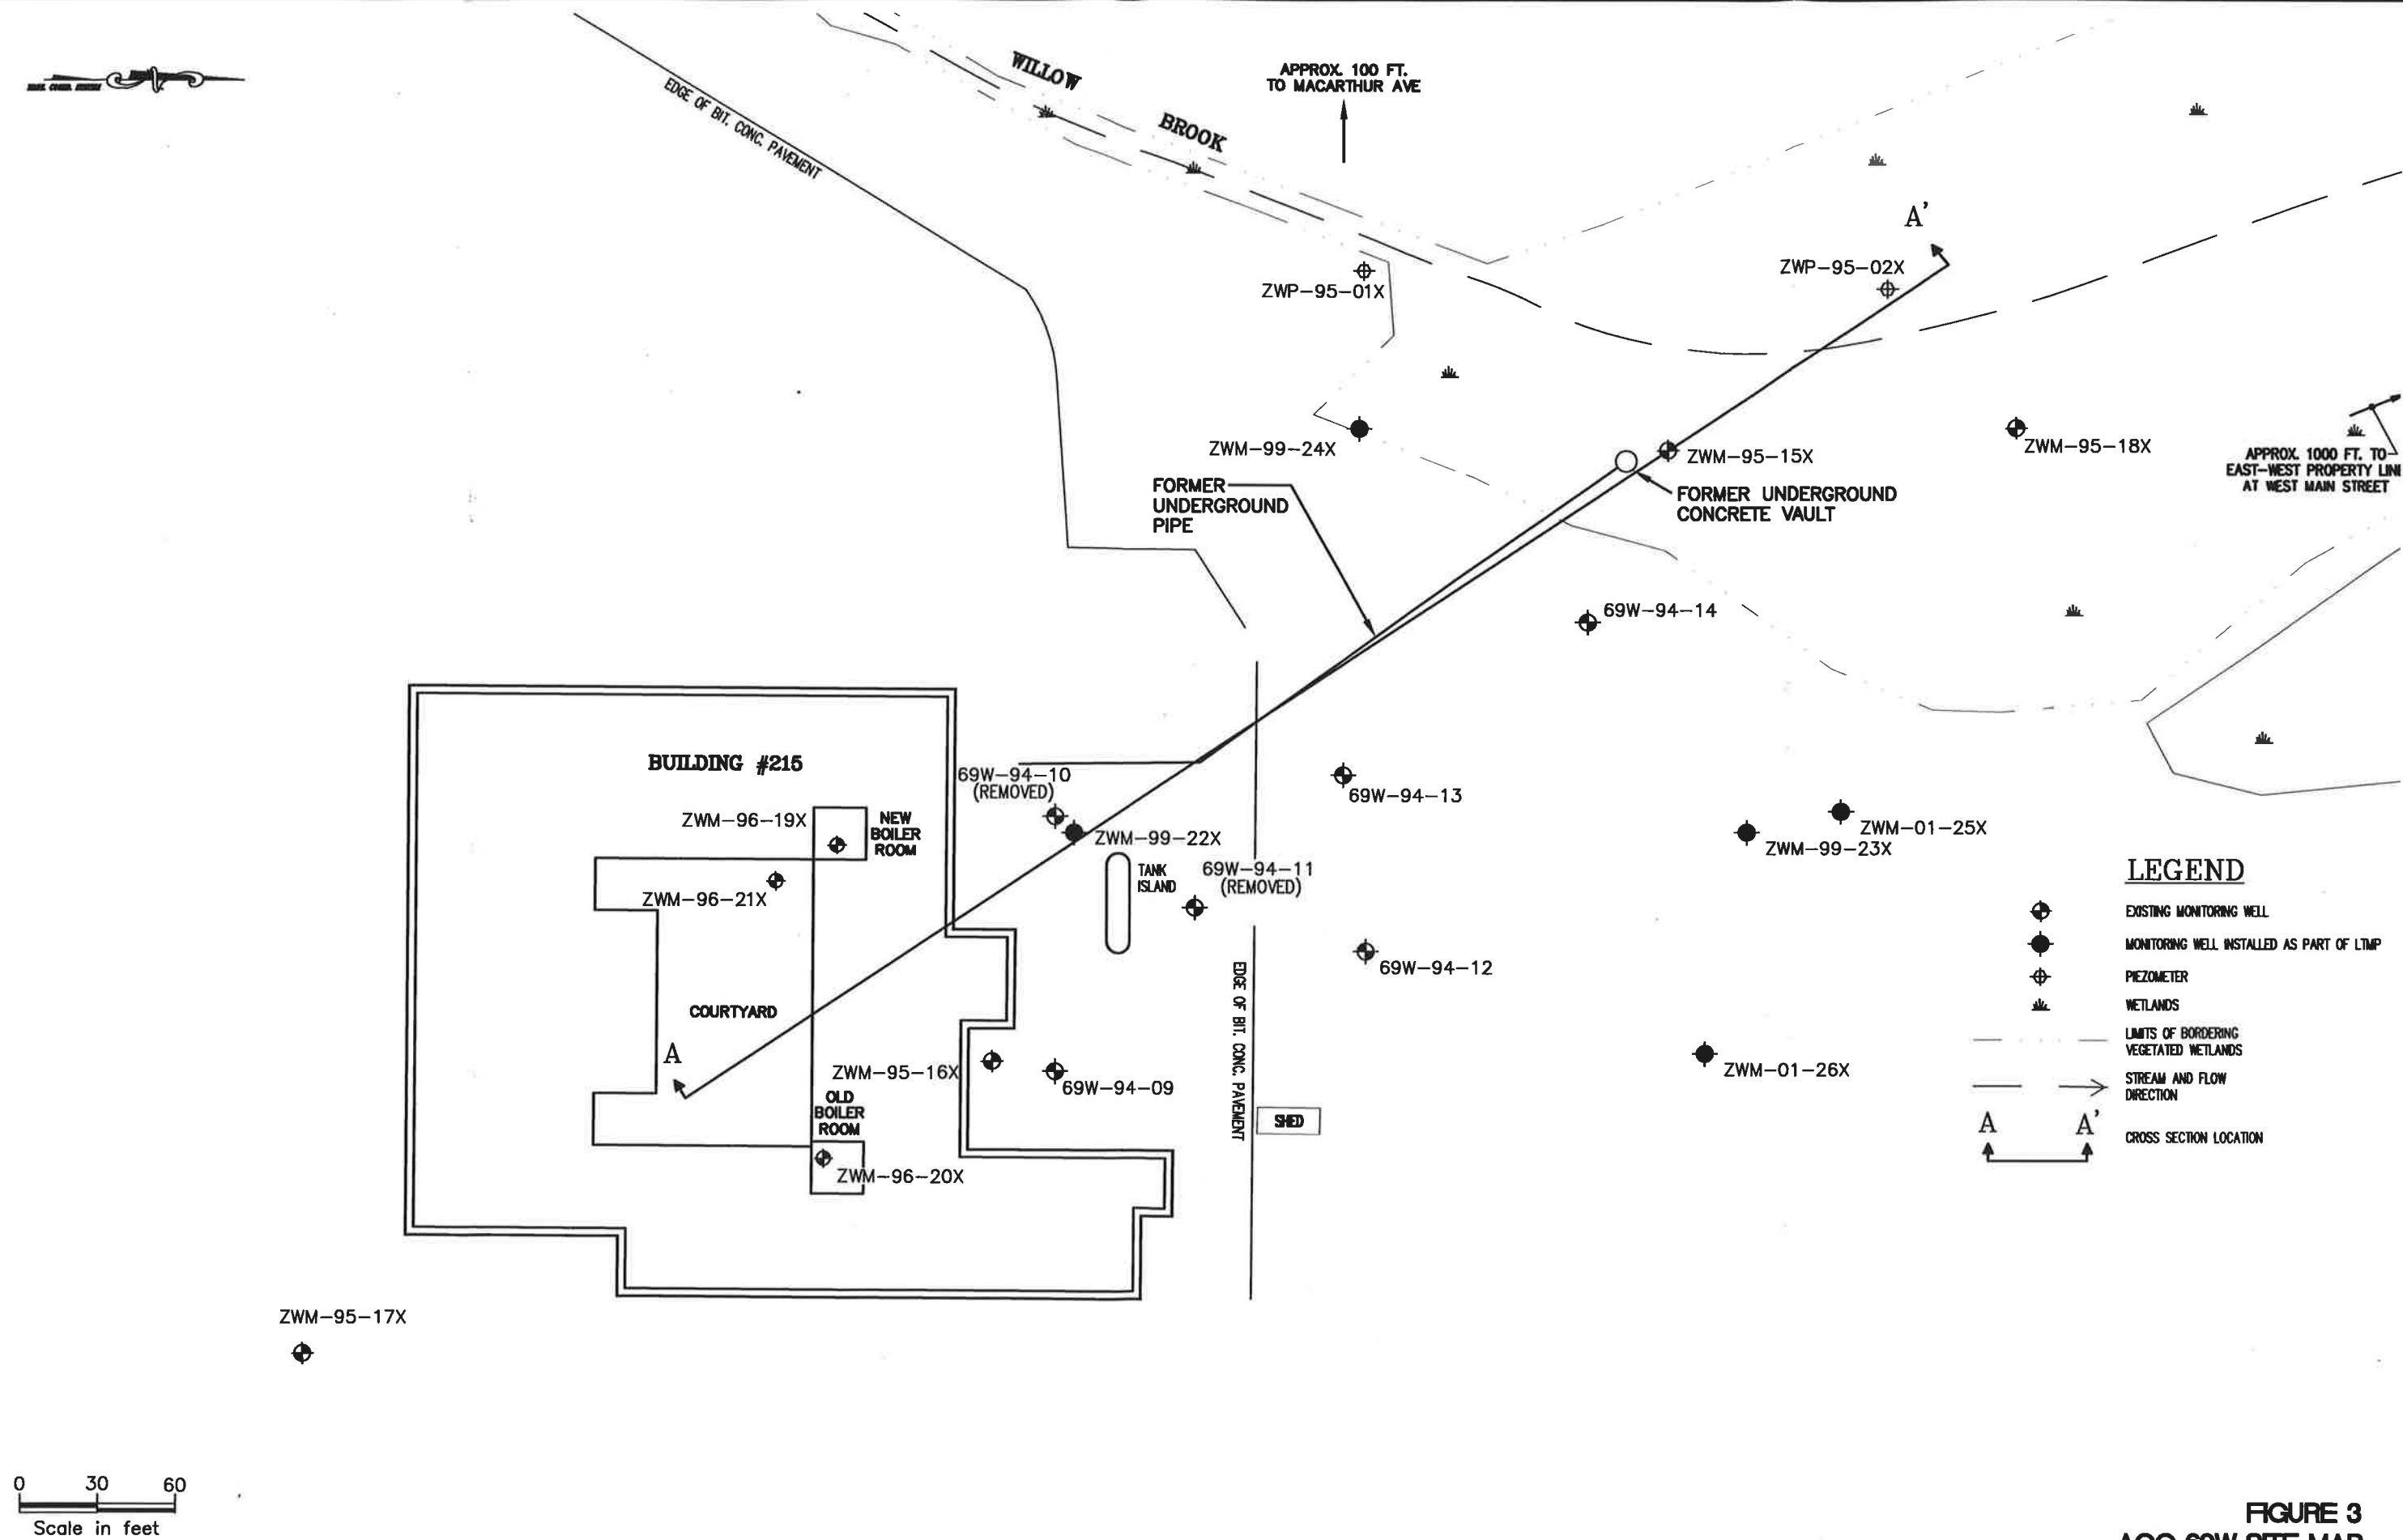 WILLOW
BROOK
APPROX. 100 FT.
TO MACARTHUR AVE
EDGE OF BIT. CONC. PAVEMENT
A'
ZWP-95-01X
ZWP-95-02X
ZWM-99-24X
ZWM-95-15X
ZWM-95-18X
APPROX. 1000 FT. TO
EAST-WEST PROPERTY
AT WEST MAIN STREET
FORMER
UNDERGROUND
PIPE
FORMER UNDERGROUND
CONCRETE VAULT
69W-94-14
BUILDING #215
69W-94-10
(REMOVED)
69W-94-13
ZWM-96-19X
NEW
BOILER
ROOM
ZWM-99-22X
ZWM-01-25X
ZWM-99-23X
TANK
ISLAND
69W-94-11
(REMOVED)
ZWM-96-21X
69W-94-12
COURTYARD
A
ZWM-95-16X
69W-94-09
ZWM-01-26X
OLD
BOILER
ROOM
ZWM-96-20X
EDGE OF BIT. CONC. PAVEMENT
SHED
ZWM-95-17X
LEGEND
EXISTING MONITORING WELL
MONITORING WELL INSTALLED AS PART OF LTMP
PIEZOMETER
WETLANDS
LIMITS OF BORDERING
VEGETATED WETLANDS
STREAM AND FLOW
DIRECTION
A A'
CROSS SECTION LOCATION
0 30 60
Scale in feet
FIGURE 3
AOC 69W SITE MAP